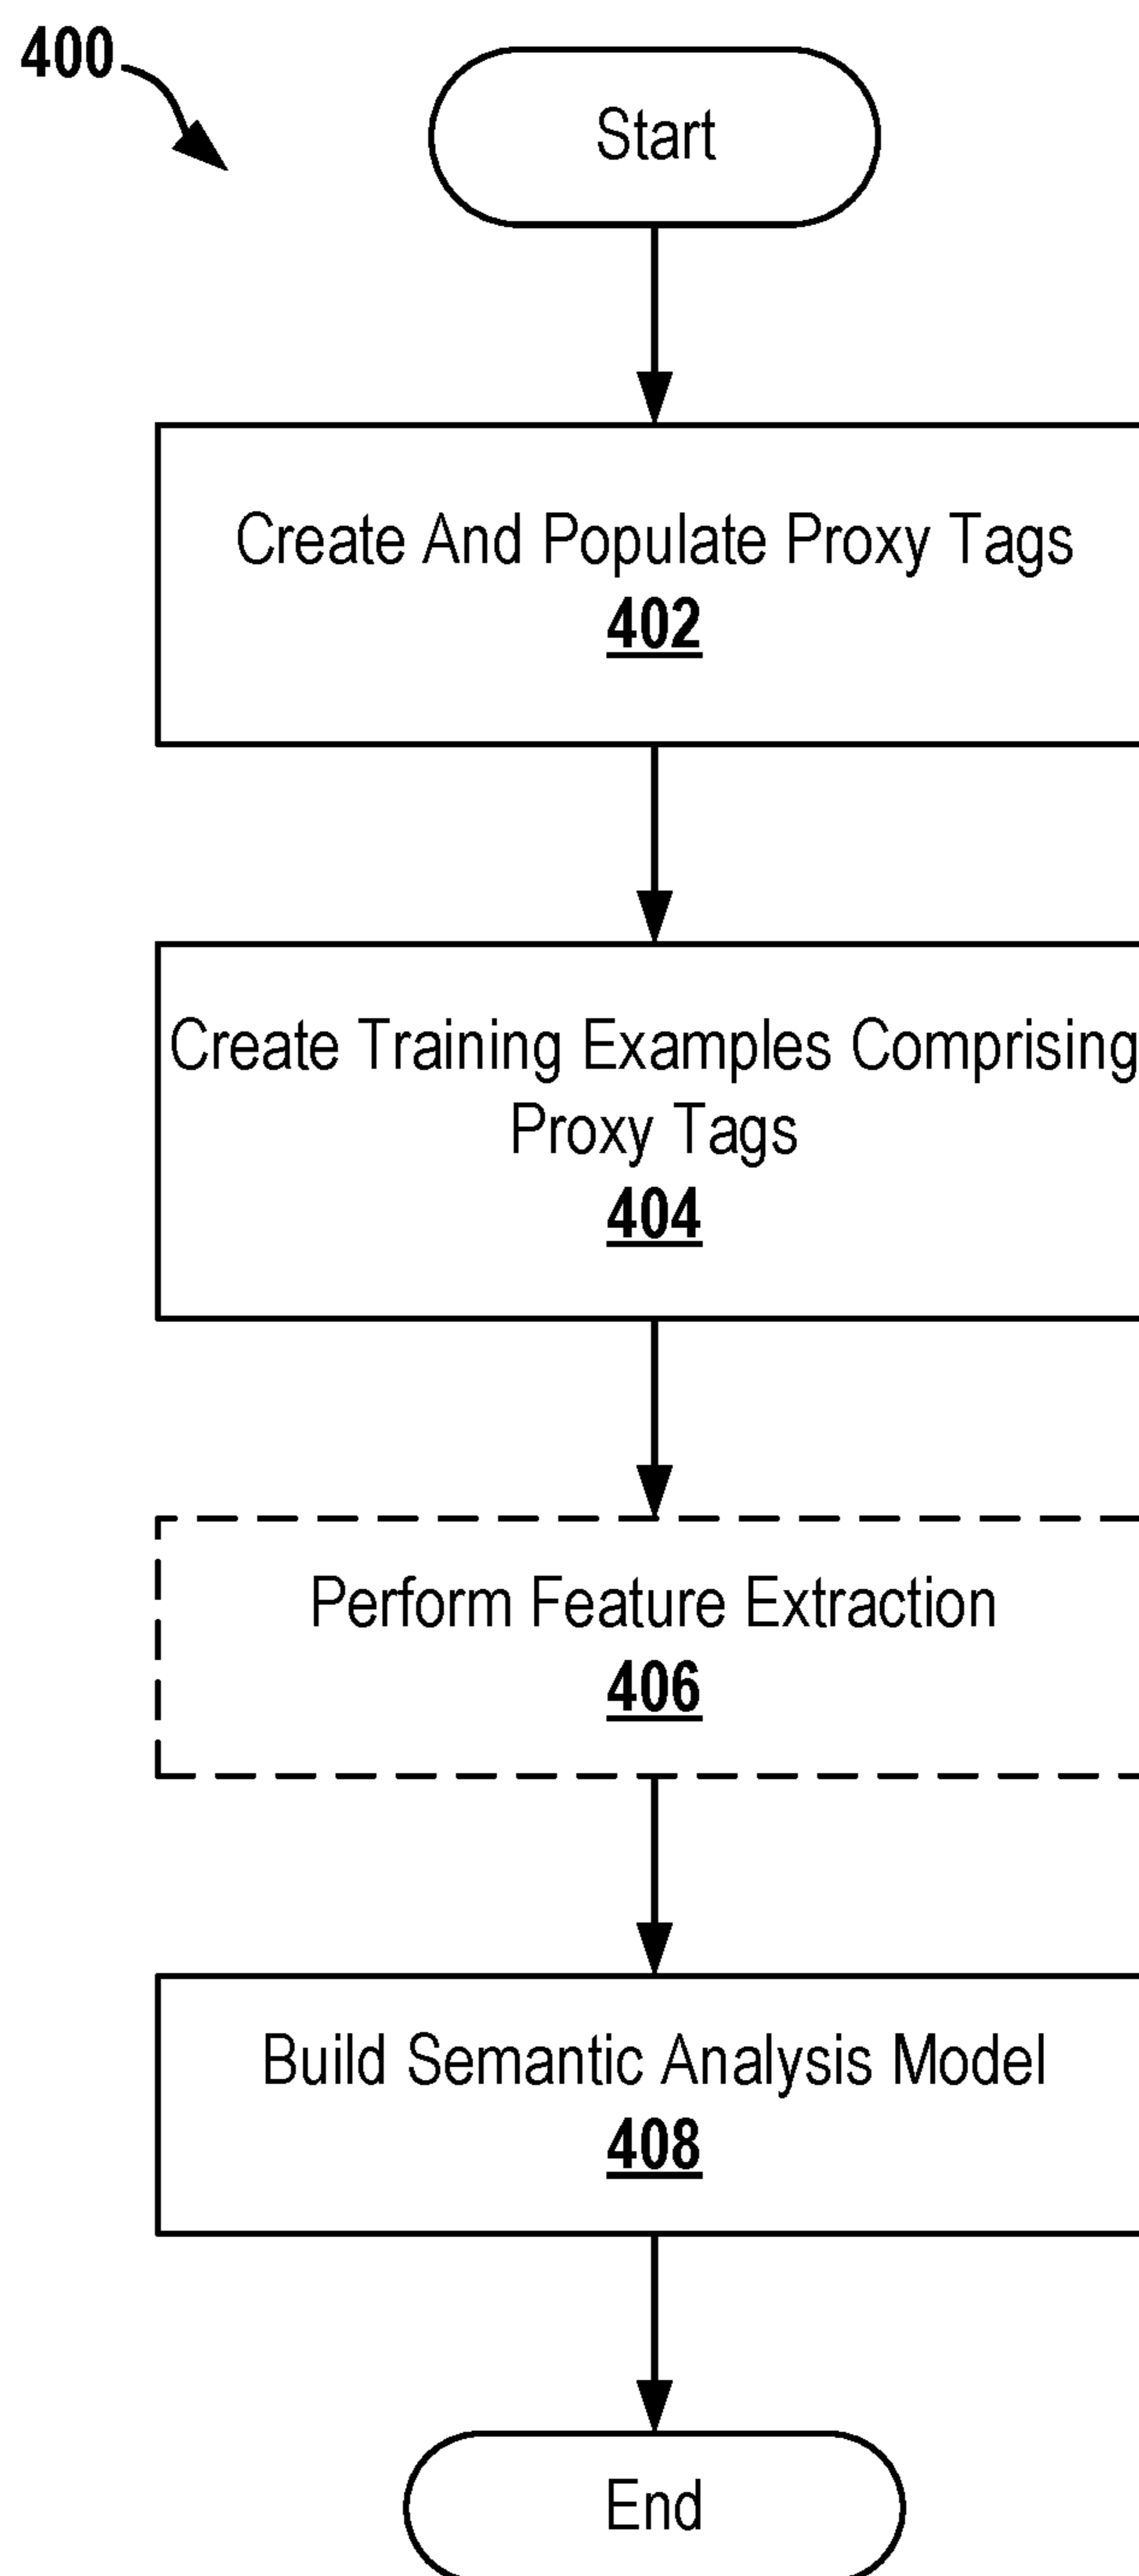 400
Start
Create And Populate Proxy Tags
402
Create Training Examples Comprising
Proxy Tags
404
Perform Feature Extraction
406
Build Semantic Analysis Model
408
End